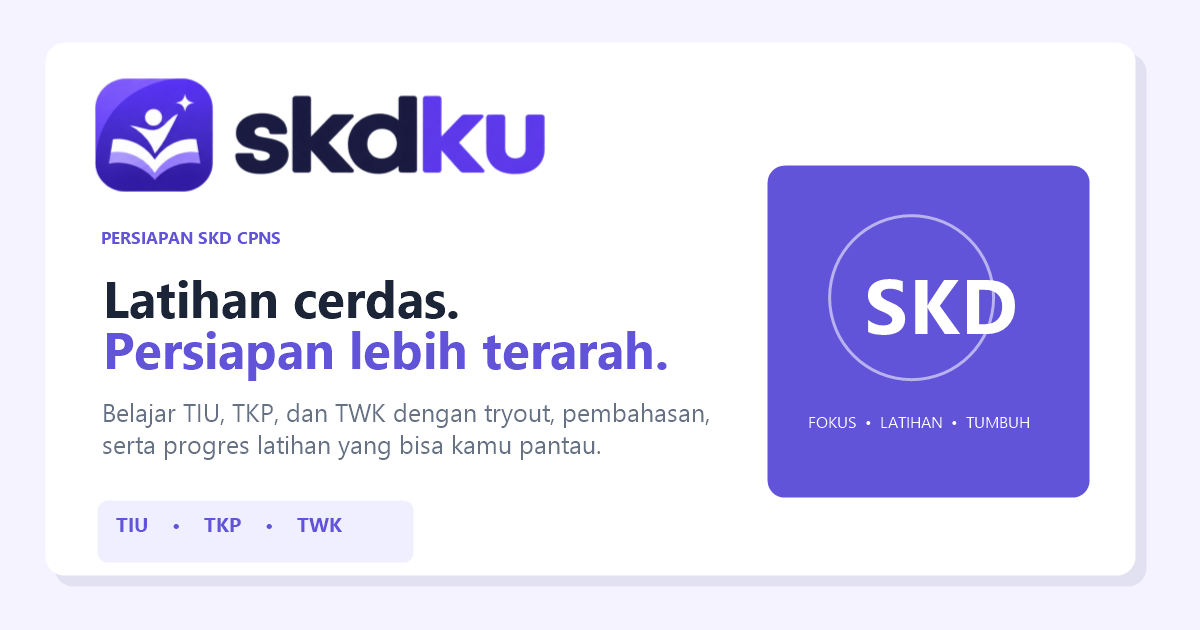 skdku
PERSIAPAN SKD CPNS
Latihan cerdas.
Persiapan lebih terarah.
Belajar TIU, TKP, dan TWK dengan tryout, pembahasan,
serta progres latihan yang bisa kamu pantau.
TIU • TKP • TWK
SKD
FOKUS • LATIHAN • TUMBUH